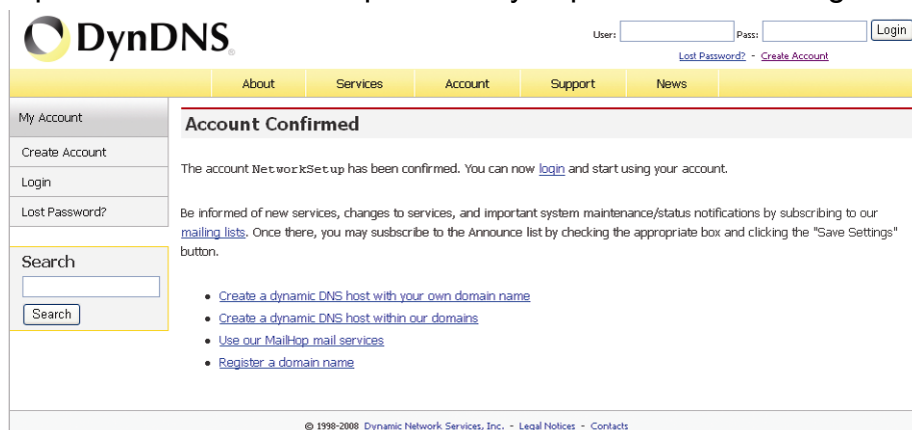 DynDNS
User:
Pass:
Login
Lost Password? - Create Account
About Services Account Support News
My Account
Create Account
Login
Lost Password?
Search
Search
Account Confirmed
The account NetworkSetup has been confirmed. You can now login and start using your account.
Be informed of new services, changes to services, and important system maintenance/status notifications by subscribing to our
mailing lists. Once there, you may susbscribe to the Announce list by checking the appropriate box and clicking the "Save Settings"
button.
• Create a dynamic DNS host with your own domain name
• Create a dynamic DNS host within our domains
• Use our MailHop mail services
• Register a domain name
© 1998-2008 Dynamic Network Services, Inc. - Legal Notices - Contacts